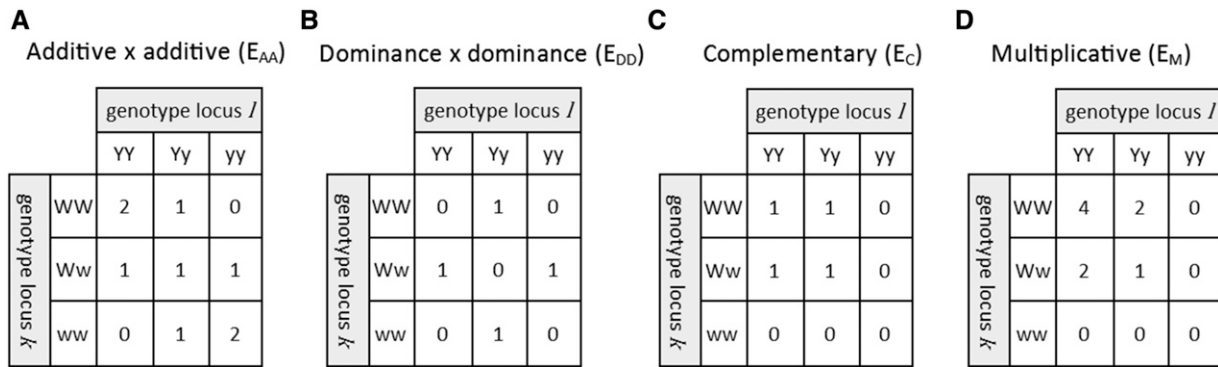 A
Additive x additive (E_AA)
genotype locus l
YY Yy yy
genotype locus k
WW 2 1 0
Ww 1 1 1
ww 0 1 2
B
Dominance x dominance (E_DD)
genotype locus l
YY Yy yy
genotype locus k
WW 0 1 0
Ww 1 0 1
ww 0 1 0
C
Complementary (E_C)
genotype locus l
YY Yy yy
genotype locus k
WW 1 1 0
Ww 1 1 0
ww 0 0 0
D
Multiplicative (E_M)
genotype locus l
YY Yy yy
genotype locus k
WW 4 2 0
Ww 2 1 0
ww 0 0 0